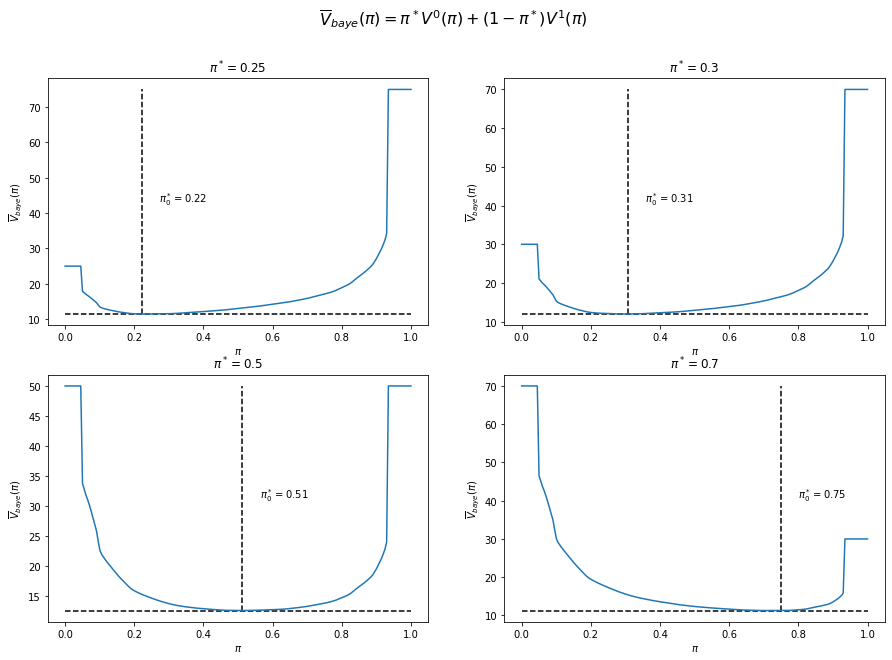 $\overline{V}_{baye}(\pi) = \pi^* V^0(\pi) + (1 - \pi^*)V^1(\pi)$
$\pi^* = 0.25$
$\overline{V}_{baye}(\pi)$
70
60
50
40
30
20
10
$\pi_0^* = 0.22$
0.0 0.2 0.4 0.6 0.8 1.0
$\pi$
$\pi^* = 0.3$
$\overline{V}_{baye}(\pi)$
70
60
50
40
30
20
10
$\pi_0^* = 0.31$
0.0 0.2 0.4 0.6 0.8 1.0
$\pi$
$\pi^* = 0.5$
$\overline{V}_{baye}(\pi)$
50
45
40
35
30
25
20
15
$\pi_0^* = 0.51$
0.0 0.2 0.4 0.6 0.8 1.0
$\pi$
$\pi^* = 0.7$
$\overline{V}_{baye}(\pi)$
70
60
50
40
30
20
10
$\pi_0^* = 0.75$
0.0 0.2 0.4 0.6 0.8 1.0
$\pi$